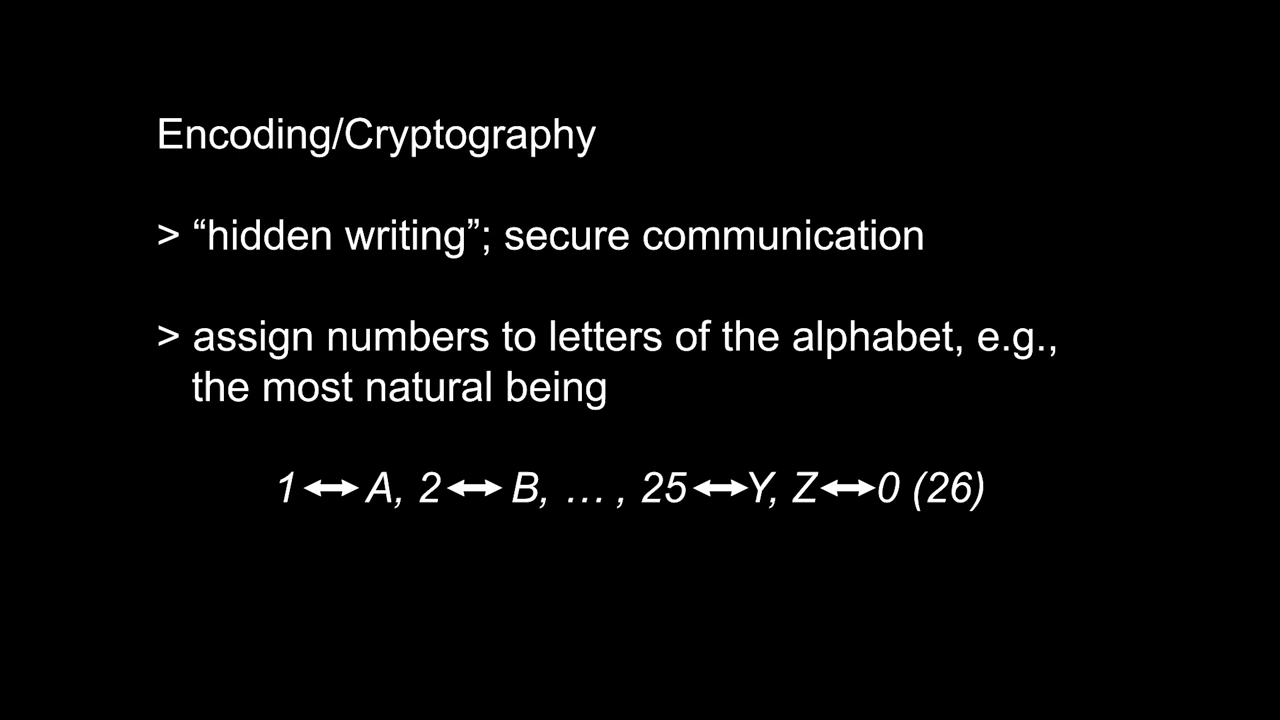 Encoding/Cryptography
> “hidden writing”; secure communication
> assign numbers to letters of the alphabet, e.g.,
the most natural being
1↔A, 2↔B, … , 25↔Y, Z↔0 (26)